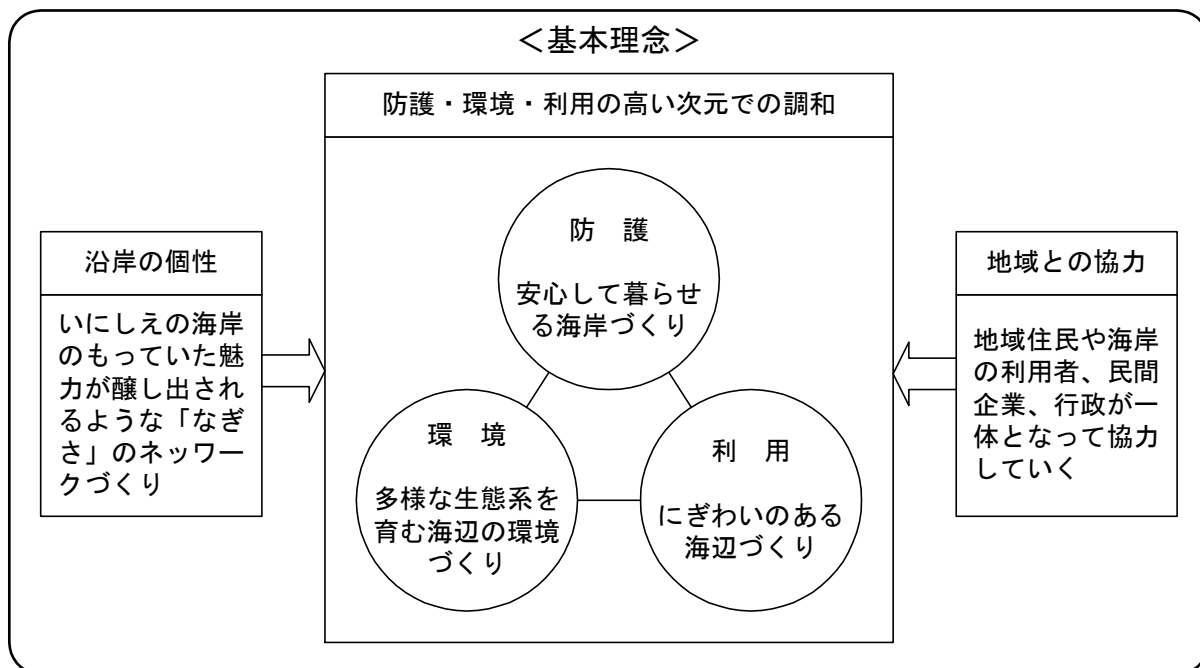 ＜基本理念＞
防護・環境・利用の高い次元での調和
防　護
安心して暮らせ
る海岸づくり
沿岸の個性
いにしえの海岸
のもっていた魅
力が醸し出され
るような「なぎ
さ」のネッワー
クづくり
地域との協力
地域住民や海岸
の利用者、民間
企業、行政が一
体となって協力
していく
環　境
多様な生態系を
育む海辺の環境
づくり
利　用
にぎわいのある
海辺づくり